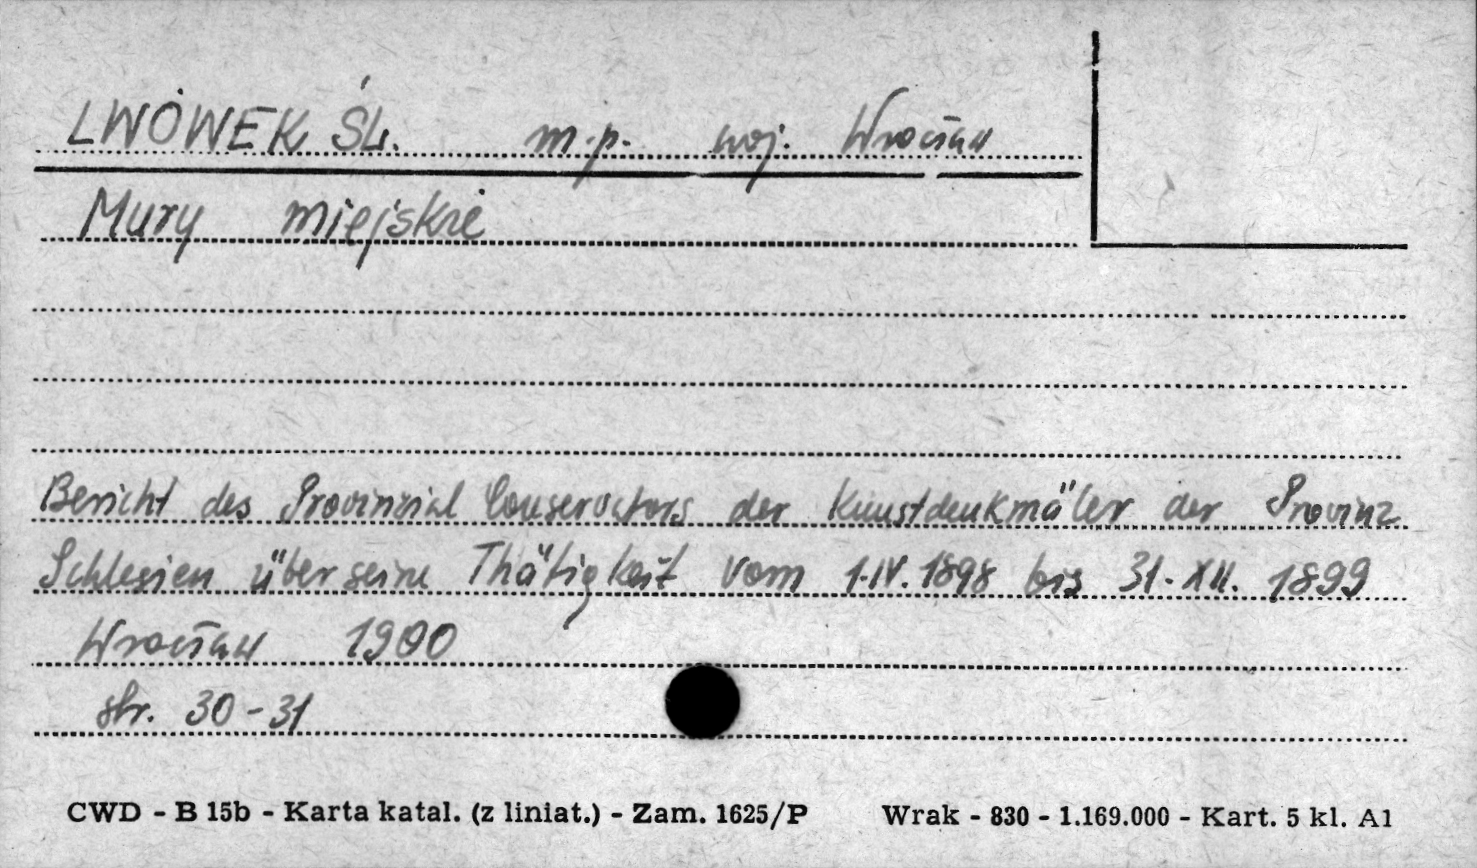 LWÓWEK ŚL. m.p. woj. Wrocław
Mury miejskie
Bericht des Provinzial Conservators der Kunstdenkmäler der Provinz
Schlesien über seine Thätigkeit vom 1.IV.1898 bis 31.XII.1899
Wrocław 1900
str. 30-31
CWD - B 15b - Karta katal. (z liniat.) - Zam. 1625/P Wrak - 830 - 1.169.000 - Kart. 5 kl. A1